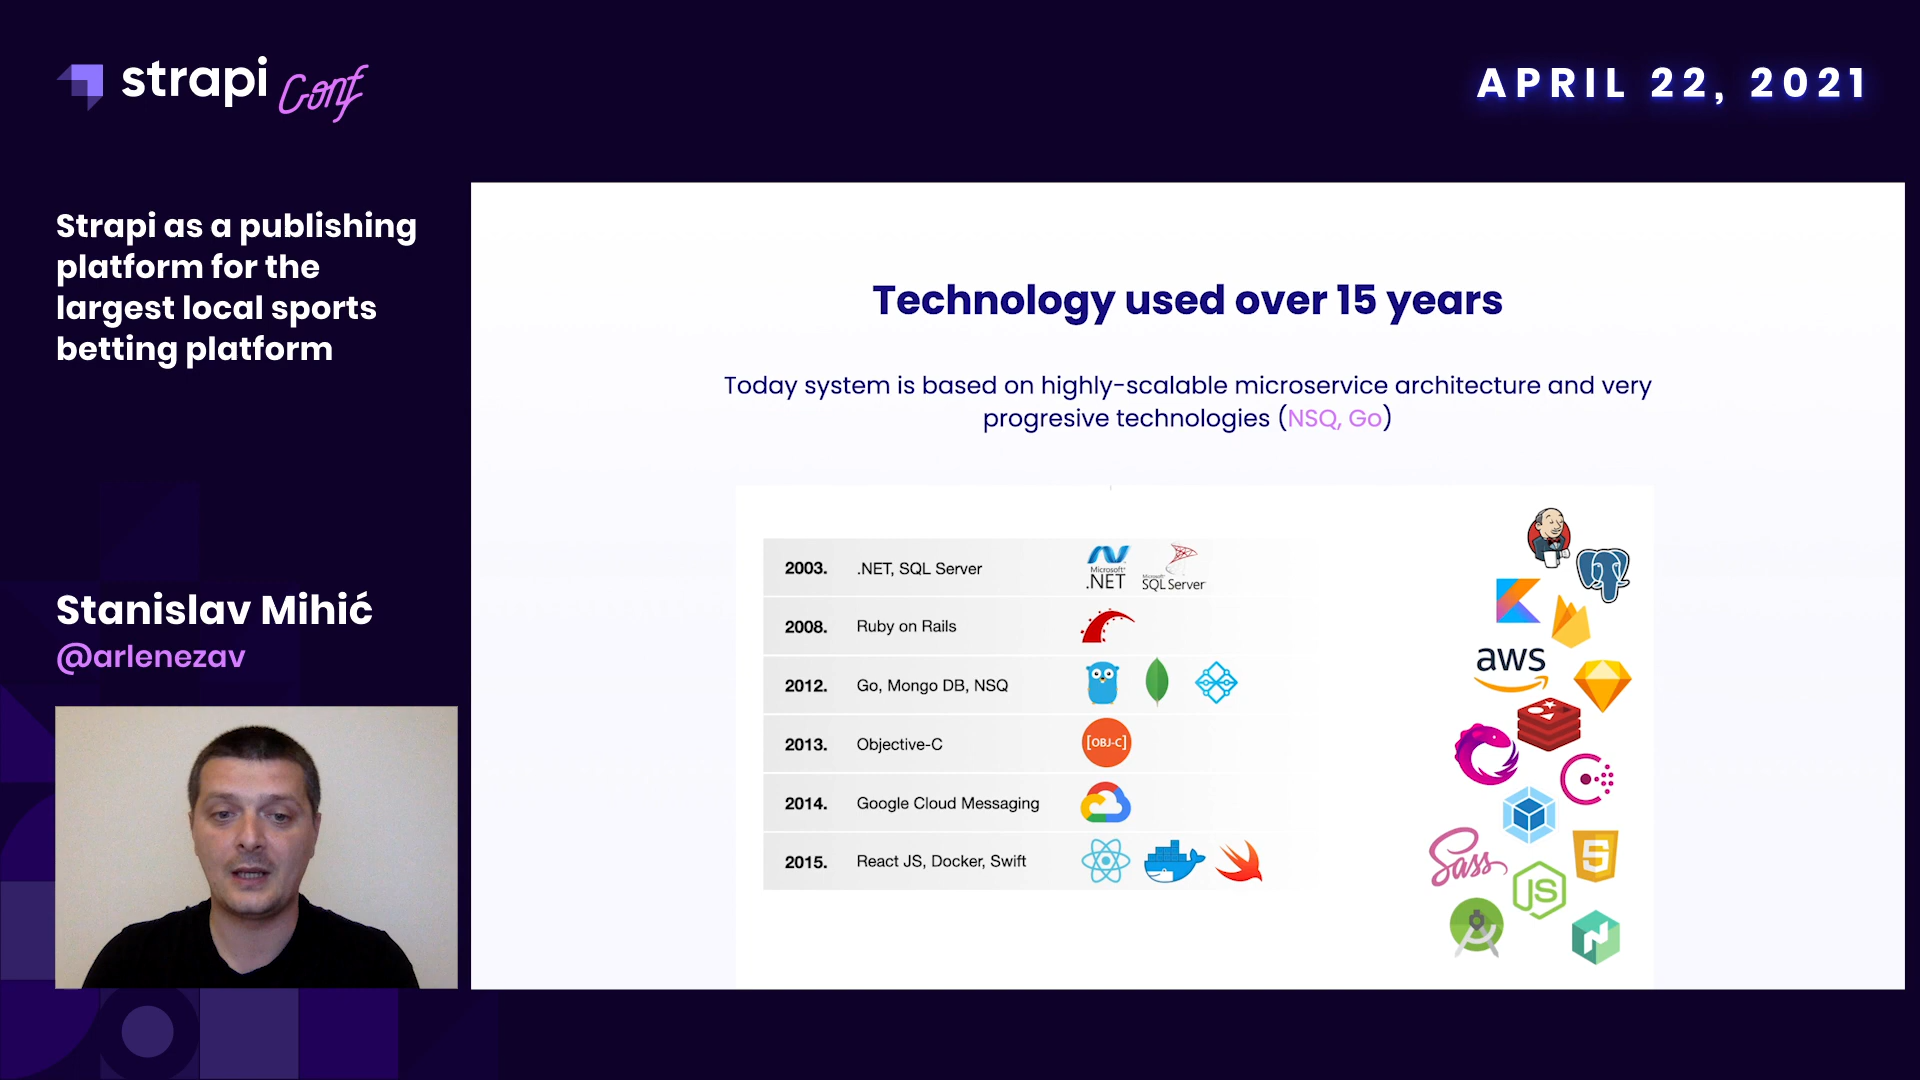 strapi Conf
APRIL 22, 2021
Strapi as a publishing
platform for the
largest local sports
betting platform
Stanislav Mihić
@arlenezav
Technology used over 15 years
Today system is based on highly-scalable microservice architecture and very
progresive technologies (NSQ, Go)
2003. .NET, SQL Server
Microsoft .NET
Microsoft SQL Server
2008. Ruby on Rails
2012. Go, Mongo DB, NSQ
2013. Objective-C
[OBJ-C]
2014. Google Cloud Messaging
2015. React JS, Docker, Swift
aws
Sass
5
JS